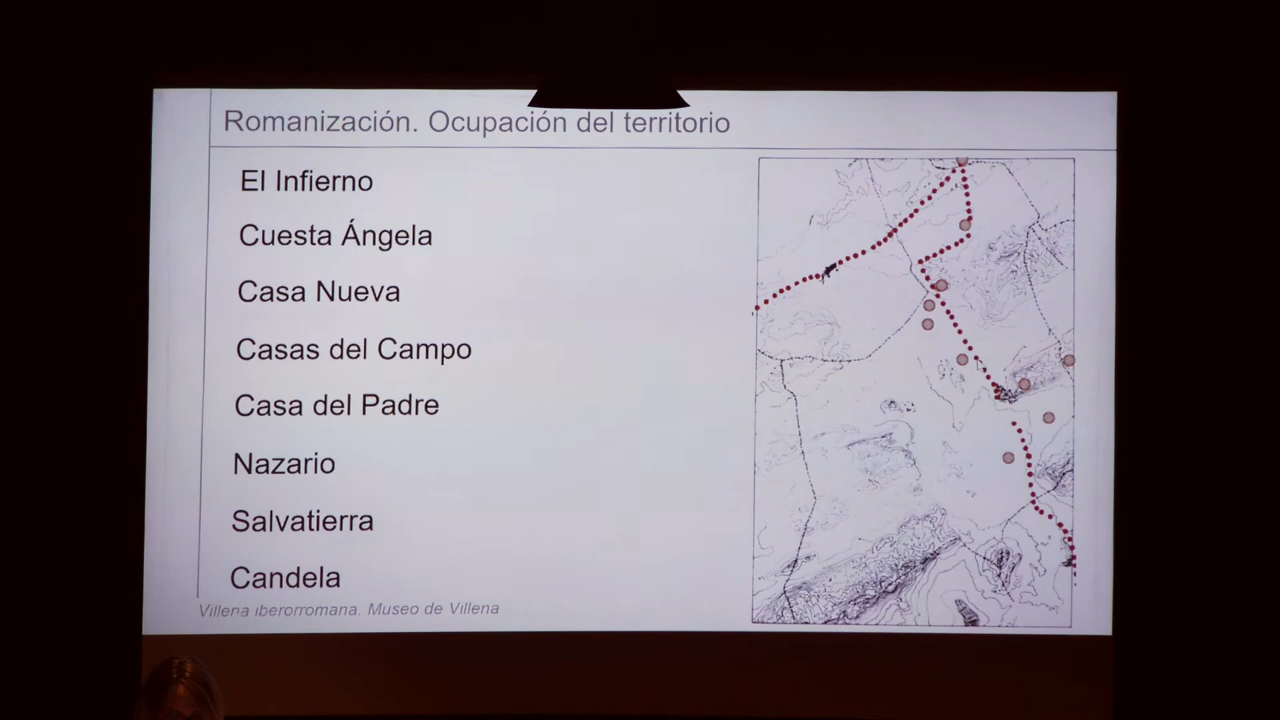 Romanización. Ocupación del territorio
El Infierno
Cuesta Ángela
Casa Nueva
Casas del Campo
Casa del Padre
Nazario
Salvatierra
Candela
Villena iberorromana. Museo de Villena